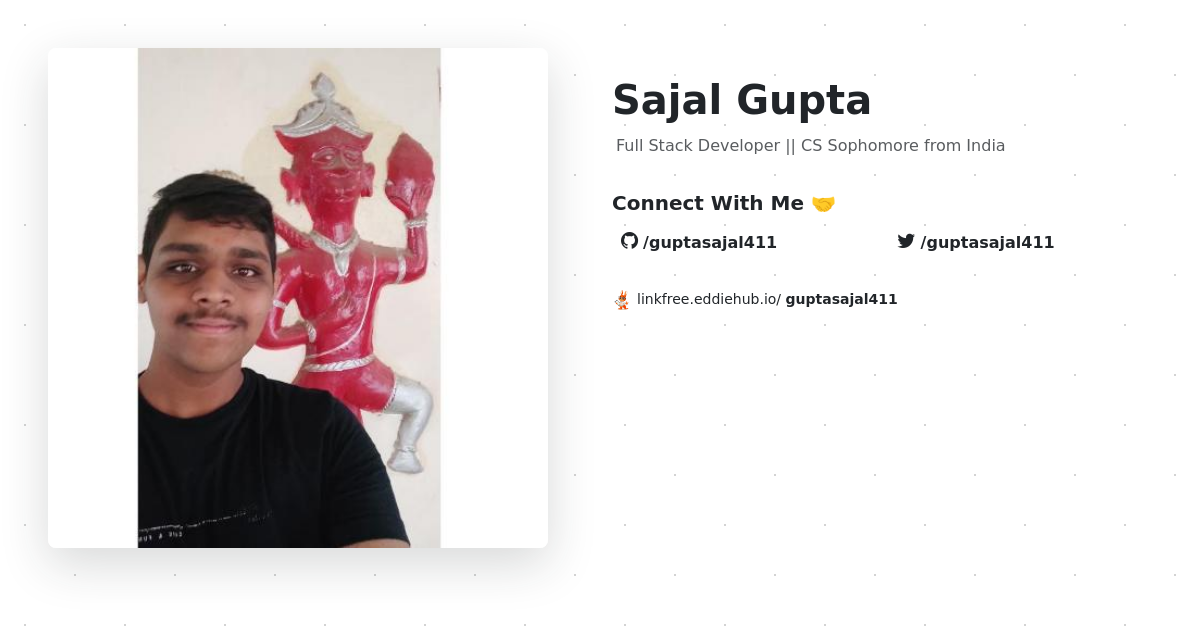 Sajal Gupta
Full Stack Developer || CS Sophomore from India
Connect With Me 🤝
/guptasajal411
/guptasajal411
linkfree.eddiehub.io/ guptasajal411